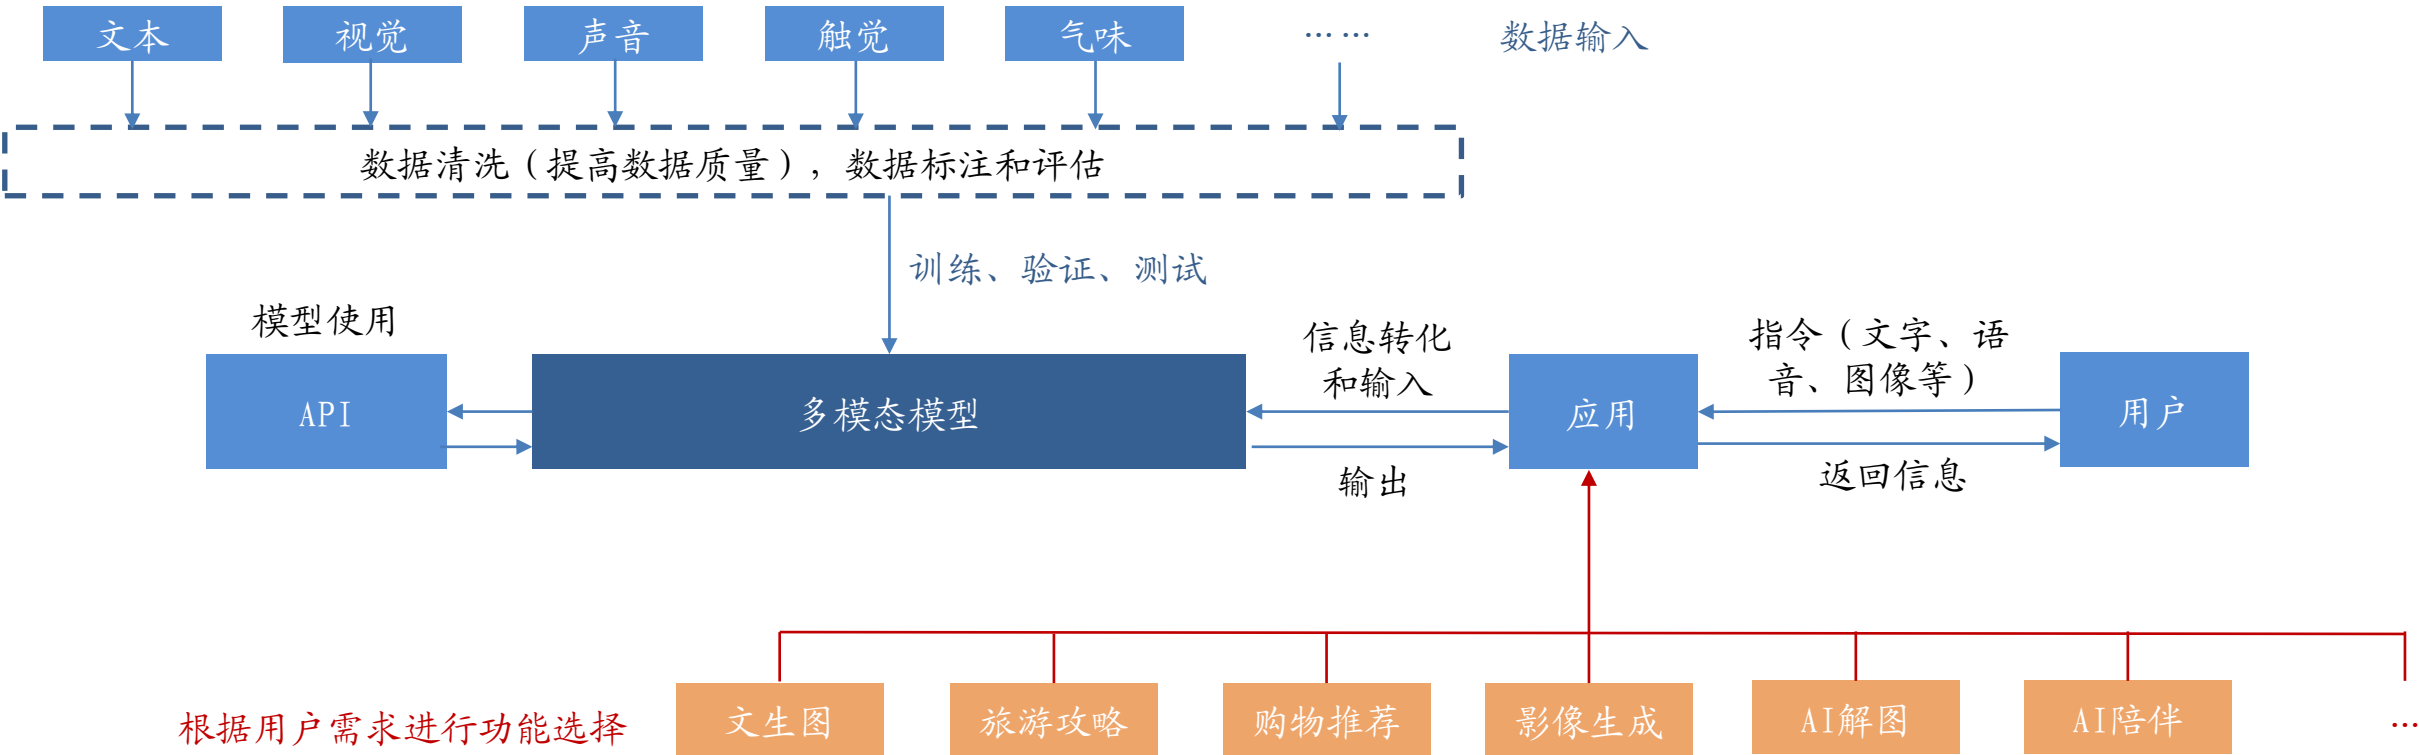 文本
视觉
声音
触觉
气味
……
数据输入
数据清洗（提高数据质量），数据标注和评估
训练、验证、测试
模型使用
API
多模态模型
信息转化
和输入
输出
应用
指令（文字、语
音、图像等）
返回信息
用户
根据用户需求进行功能选择
文生图
旅游攻略
购物推荐
影像生成
AI解图
AI陪伴
…